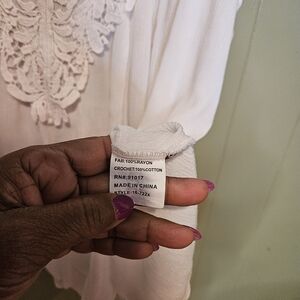 FAB:100%RAYON
CROCHET:100%COTTON
RN#:91017
MADE IN CHINA